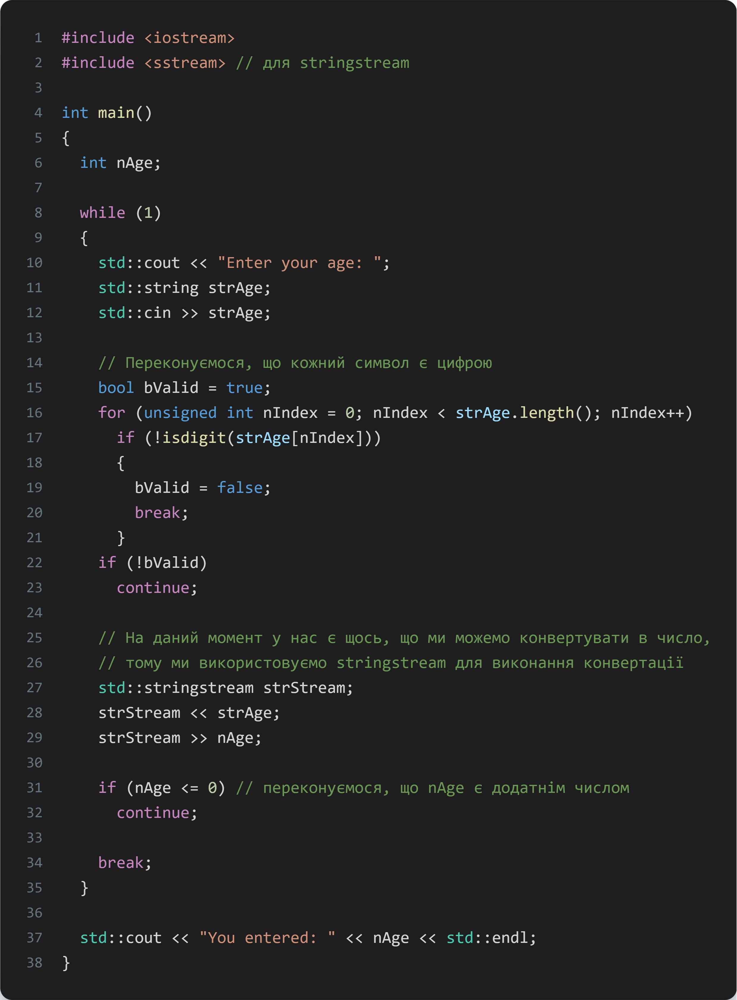 1 #include <iostream>
2 #include <sstream> // для stringstream
3
4 int main()
5 {
6   int nAge;
7
8   while (1)
9   {
10     std::cout << "Enter your age: ";
11     std::string strAge;
12     std::cin >> strAge;
13
14     // Переконуємося, що кожний символ є цифрою
15     bool bValid = true;
16     for (unsigned int nIndex = 0; nIndex < strAge.length(); nIndex++)
17       if (!isdigit(strAge[nIndex]))
18       {
19         bValid = false;
20         break;
21       }
22     if (!bValid)
23       continue;
24
25     // На даний момент у нас є щось, що ми можемо конвертувати в число,
26     // тому ми використовуємо stringstream для виконання конвертації
27     std::stringstream strStream;
28     strStream << strAge;
29     strStream >> nAge;
30
31     if (nAge <= 0) // переконуємося, що nAge є додатнім числом
32       continue;
33
34     break;
35   }
36
37   std::cout << "You entered: " << nAge << std::endl;
38 }